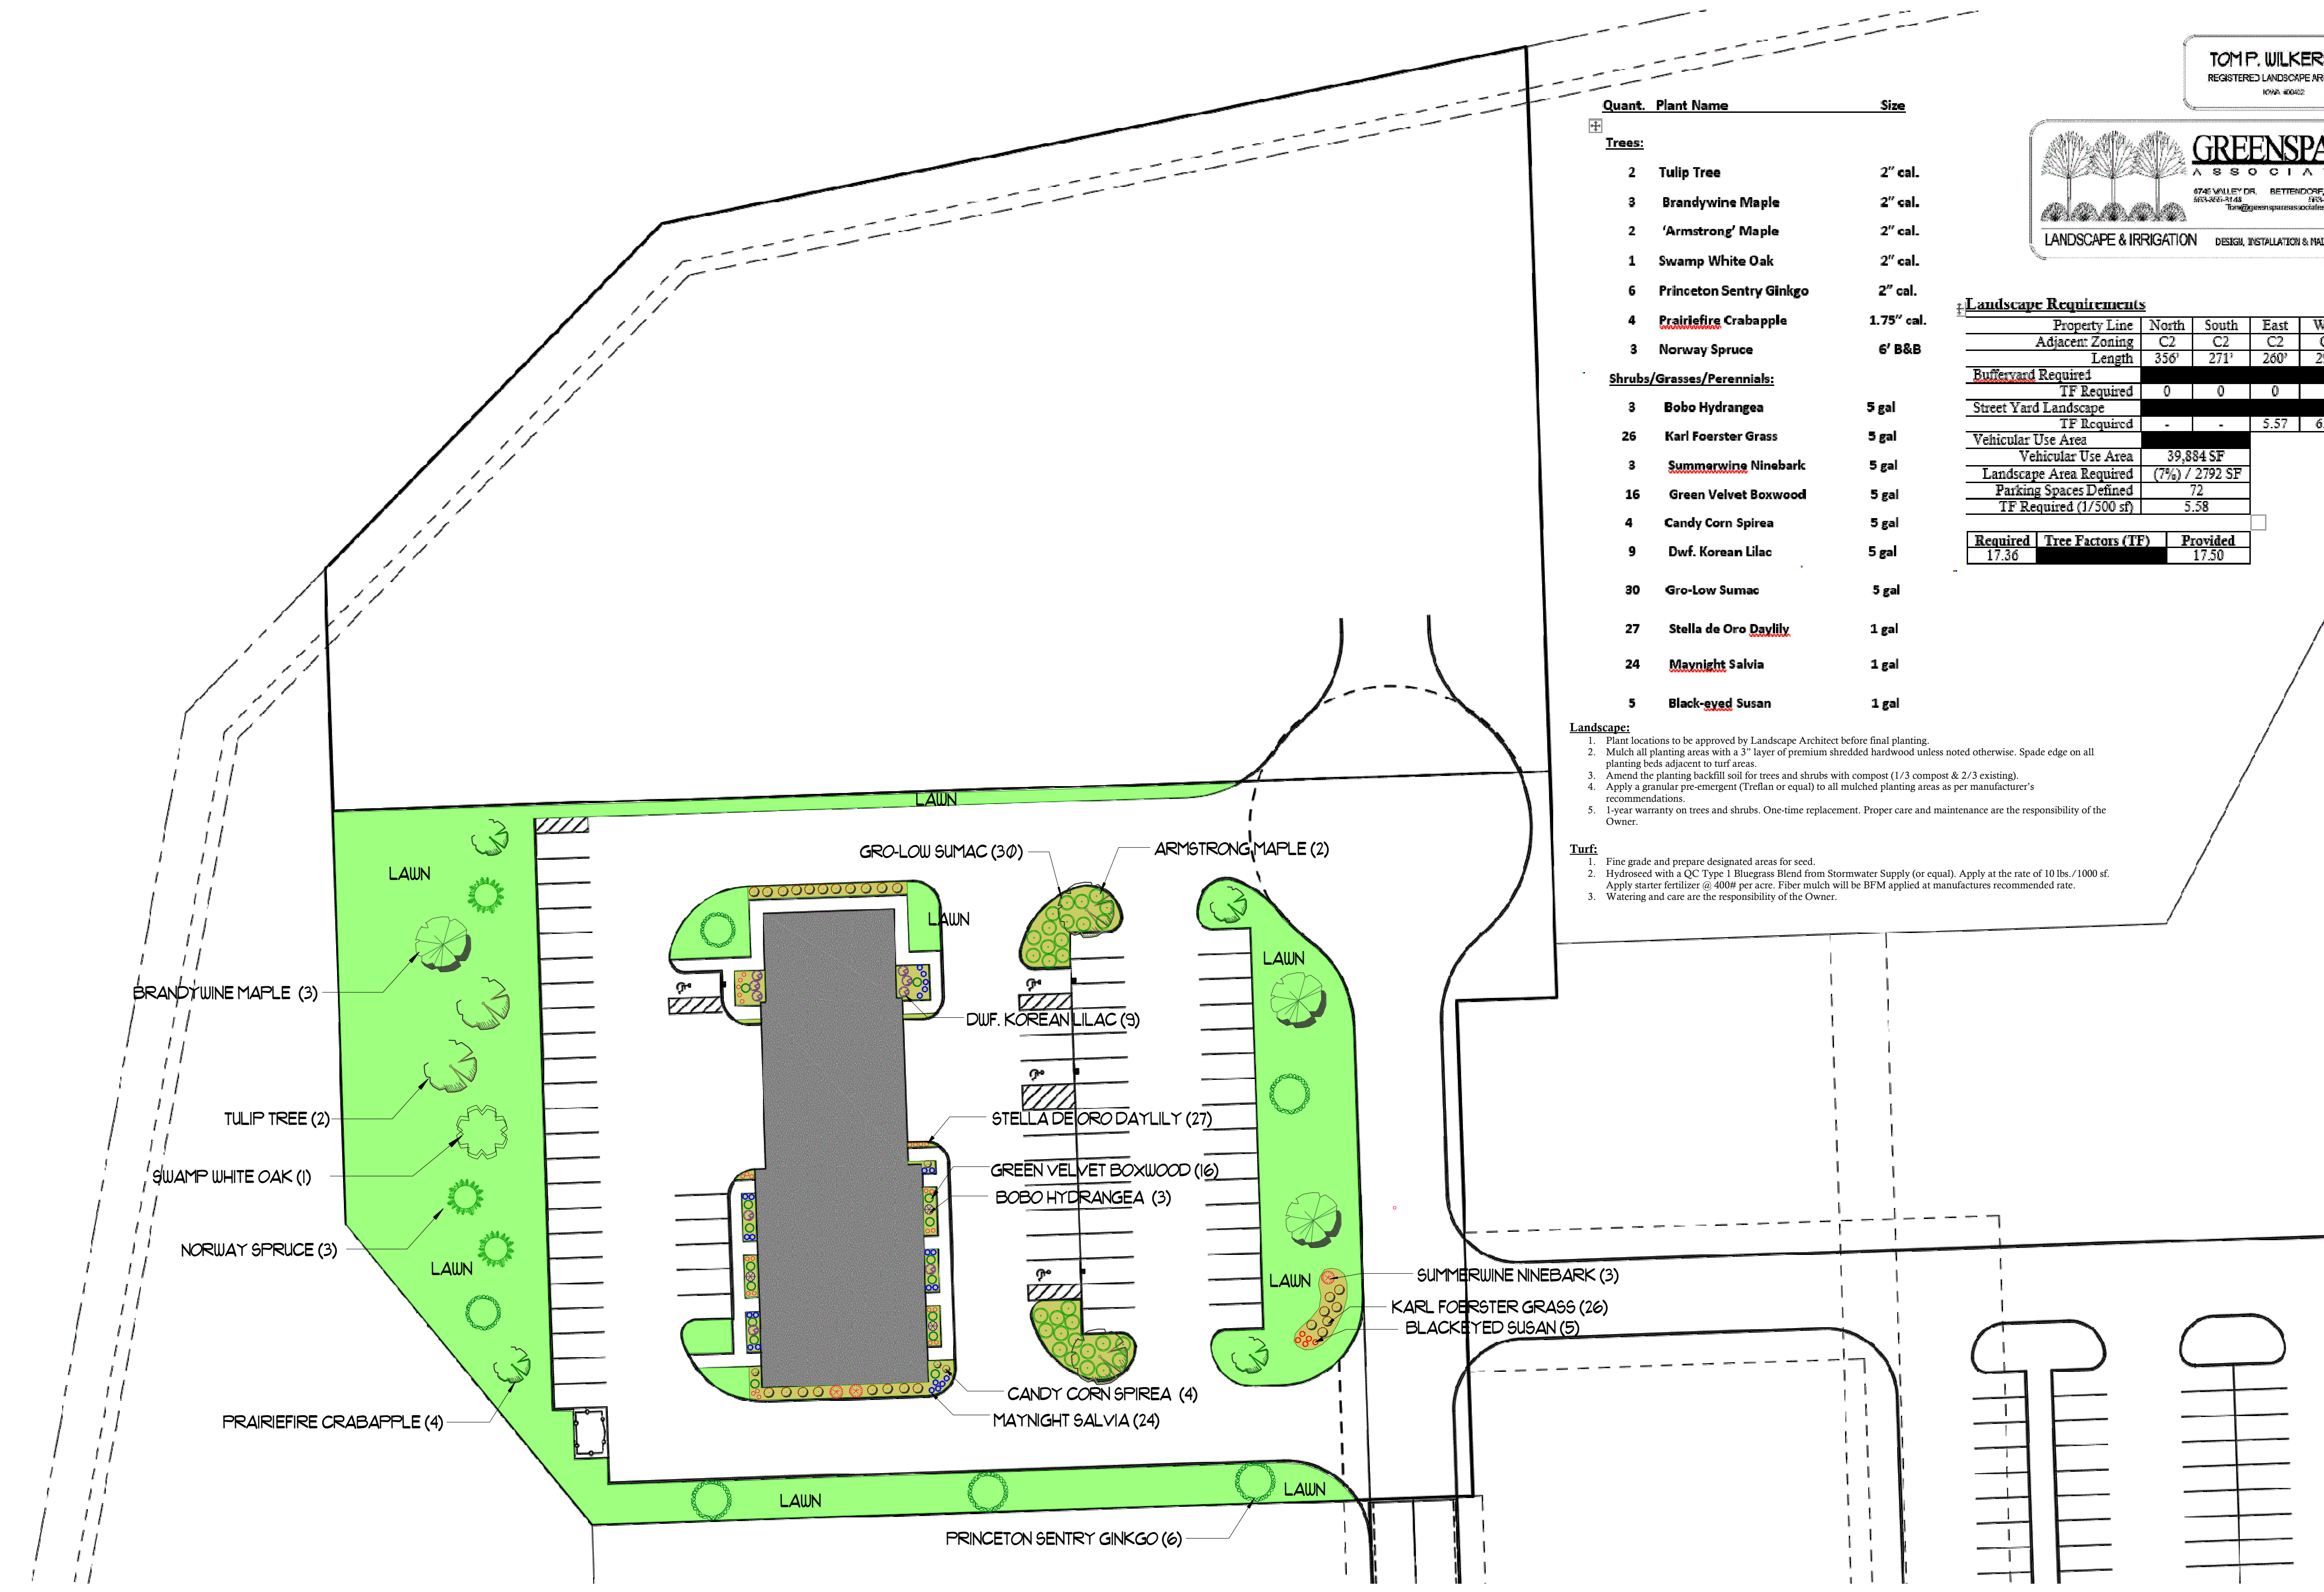 TOM P. WILKER
REGISTERED LANDSCAPE AR
IOWA #00402
GREENSPA
ASSOCIA
6745 VALLEY DR. BETTENDORF,
563-355-3148 563-
Tom@greenspaceassociate
LANDSCAPE & IRRIGATION DESIGN, INSTALLATION & MAI
Quant. Plant Name Size
Trees:
2 Tulip Tree 2” cal.
3 Brandywine Maple 2” cal.
2 ‘Armstrong’ Maple 2” cal.
1 Swamp White Oak 2” cal.
6 Princeton Sentry Ginkgo 2” cal.
4 Prairiefire Crabapple 1.75” cal.
3 Norway Spruce 6’ B&B
Shrubs/Grasses/Perennials:
3 Bobo Hydrangea 5 gal
26 Karl Foerster Grass 5 gal
3 Summerwine Ninebark 5 gal
16 Green Velvet Boxwood 5 gal
4 Candy Corn Spirea 5 gal
9 Dwf. Korean Lilac 5 gal
30 Gro-Low Sumac 5 gal
27 Stella de Oro Daylily 1 gal
24 Maynight Salvia 1 gal
5 Black-eyed Susan 1 gal
Landscape Requirements
Property Line North South East W
Adjacent Zoning C2 C2 C2 C
Length 356' 271' 260' 2
Bufferyard Required
TF Required 0 0 0
Street Yard Landscape
TF Required - - 5.57 6
Vehicular Use Area
Vehicular Use Area 39,884 SF
Landscape Area Required (7%) / 2792 SF
Parking Spaces Defined 72
TF Required (1/500 sf) 5.58
Required Tree Factors (TF) Provided
17.36 17.50
Landscape:
1. Plant locations to be approved by Landscape Architect before final planting.
2. Mulch all planting areas with a 3” layer of premium shredded hardwood unless noted otherwise. Spade edge on all
planting beds adjacent to turf areas.
3. Amend the planting backfill soil for trees and shrubs with compost (1/3 compost & 2/3 existing).
4. Apply a granular pre-emergent (Treflan or equal) to all mulched planting areas as per manufacturer’s
recommendations.
5. 1-year warranty on trees and shrubs. One-time replacement. Proper care and maintenance are the responsibility of the
Owner.
Turf:
1. Fine grade and prepare designated areas for seed.
2. Hydroseed with a QC Type 1 Bluegrass Blend from Stormwater Supply (or equal). Apply at the rate of 10 lbs./1000 sf.
Apply starter fertilizer @ 400# per acre. Fiber mulch will be BFM applied at manufactures recommended rate.
3. Watering and care are the responsibility of the Owner.
LAWN
GRO-LOW SUMAC (30)
ARMSTRONG MAPLE (2)
LAWN
LAWN
LAWN
BRANDYWINE MAPLE (3)
DWF. KOREAN LILAC (9)
TULIP TREE (2)
STELLA DE ORO DAYLILY (27)
SWAMP WHITE OAK (1)
GREEN VELVET BOXWOOD (16)
BOBO HYDRANGEA (3)
NORWAY SPRUCE (3)
LAWN
LAWN
SUMMERWINE NINEBARK (3)
KARL FOERSTER GRASS (26)
BLACKEYED SUSAN (5)
CANDY CORN SPIREA (4)
PRAIRIEFIRE CRABAPPLE (4)
MAYNIGHT SALVIA (24)
LAWN
LAWN
PRINCETON SENTRY GINKGO (6)